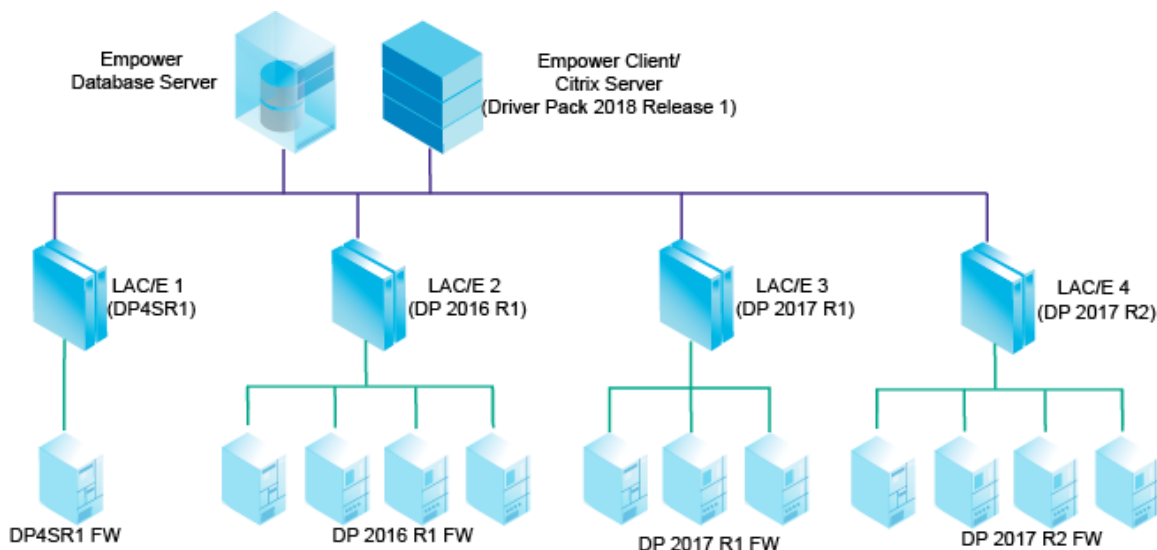 Empower
Database Server
Empower Client/
Citrix Server
(Driver Pack 2018 Release 1)
LAC/E 1
(DP4SR1)
LAC/E 2
(DP 2016 R1)
LAC/E 3
(DP 2017 R1)
LAC/E 4
(DP 2017 R2)
DP4SR1 FW
DP 2016 R1 FW
DP 2017 R1 FW
DP 2017 R2 FW